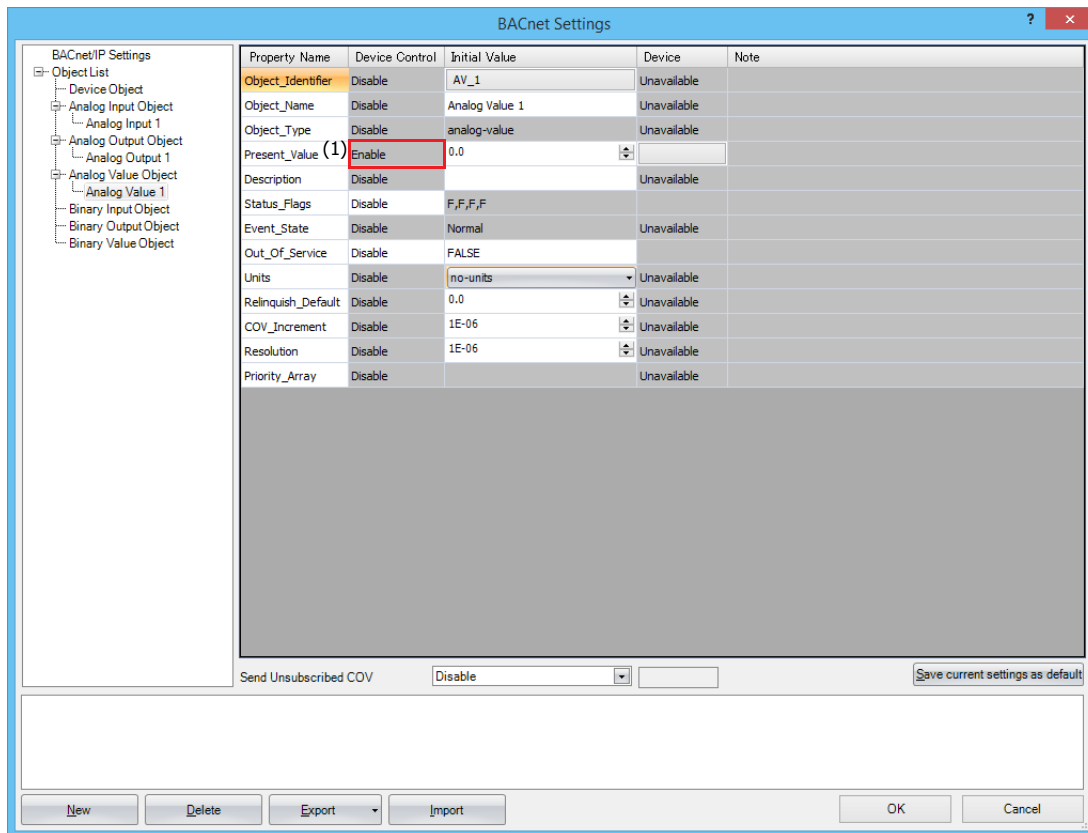 BACnet Settings
?
×
BACnet/IP Settings
Object List
Device Object
Analog Input Object
Analog Input 1
Analog Output Object
Analog Output 1
Analog Value Object
Analog Value 1
Binary Input Object
Binary Output Object
Binary Value Object
Property Name Device Control Initial Value Device Note
Object_Identifier Disable AV_1 Unavailable
Object_Name Disable Analog Value 1 Unavailable
Object_Type Disable analog-value Unavailable
Present_Value (1) Enable 0.0
Description Disable Unavailable
Status_Flags Disable F,F,F,F
Event_State Disable Normal Unavailable
Out_Of_Service Disable FALSE
Units Disable no-units Unavailable
Relinquish_Default Disable 0.0 Unavailable
COV_Increment Disable 1E-06 Unavailable
Resolution Disable 1E-06 Unavailable
Priority_Array Disable Unavailable
Send Unsubscribed COV Disable Save current settings as default
New Delete Export Import OK Cancel